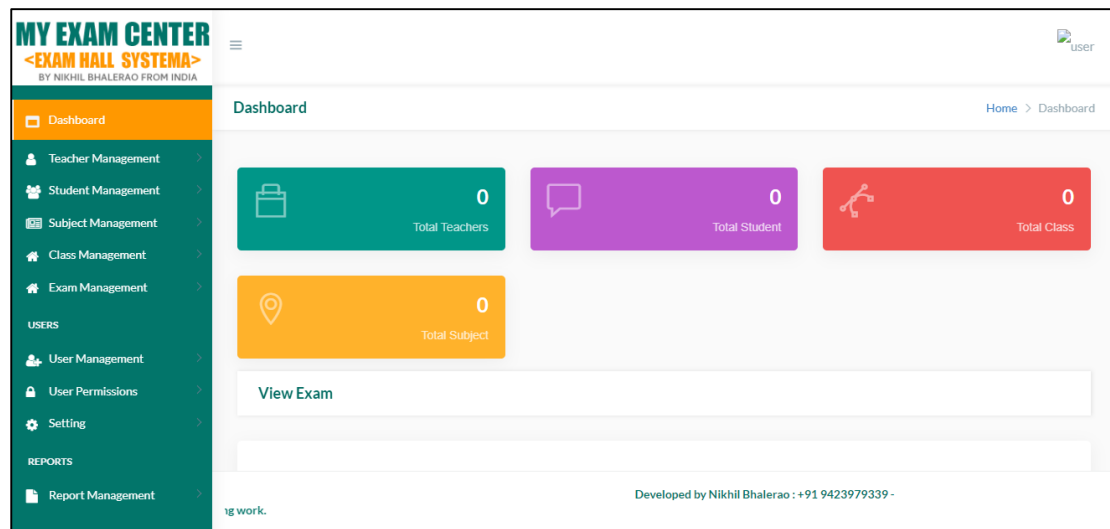 MY EXAM CENTER
<EXAM HALL SYSTEMA>
BY NIKHIL BHALERAO FROM INDIA
user
Dashboard
Dashboard
Home > Dashboard
Teacher Management
Student Management
Subject Management
Class Management
Exam Management
USERS
User Management
User Permissions
Setting
REPORTS
Report Management
0
Total Teachers
0
Total Student
0
Total Class
0
Total Subject
View Exam
Developed by Nikhil Bhalerao : +91 9423979339 -
work.